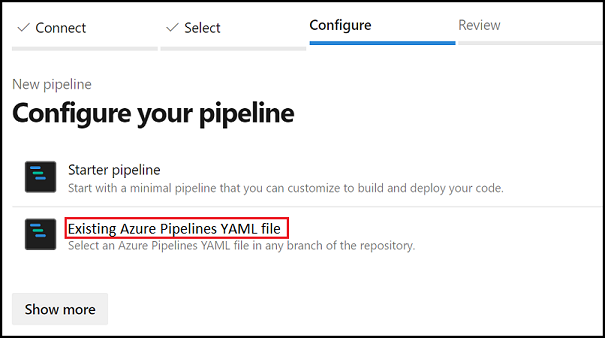 Connect
Select
Configure
Review
New pipeline
Configure your pipeline
Starter pipeline
Start with a minimal pipeline that you can customize to build and deploy your code.
Existing Azure Pipelines YAML file
Select an Azure Pipelines YAML file in any branch of the repository.
Show more